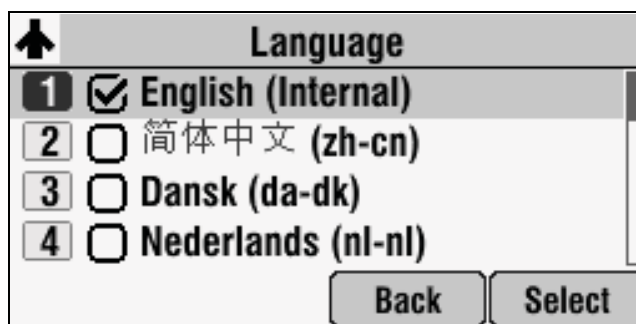 Language
1 English (Internal)
2 简体中文 (zh-cn)
3 Dansk (da-dk)
4 Nederlands (nl-nl)
Back Select